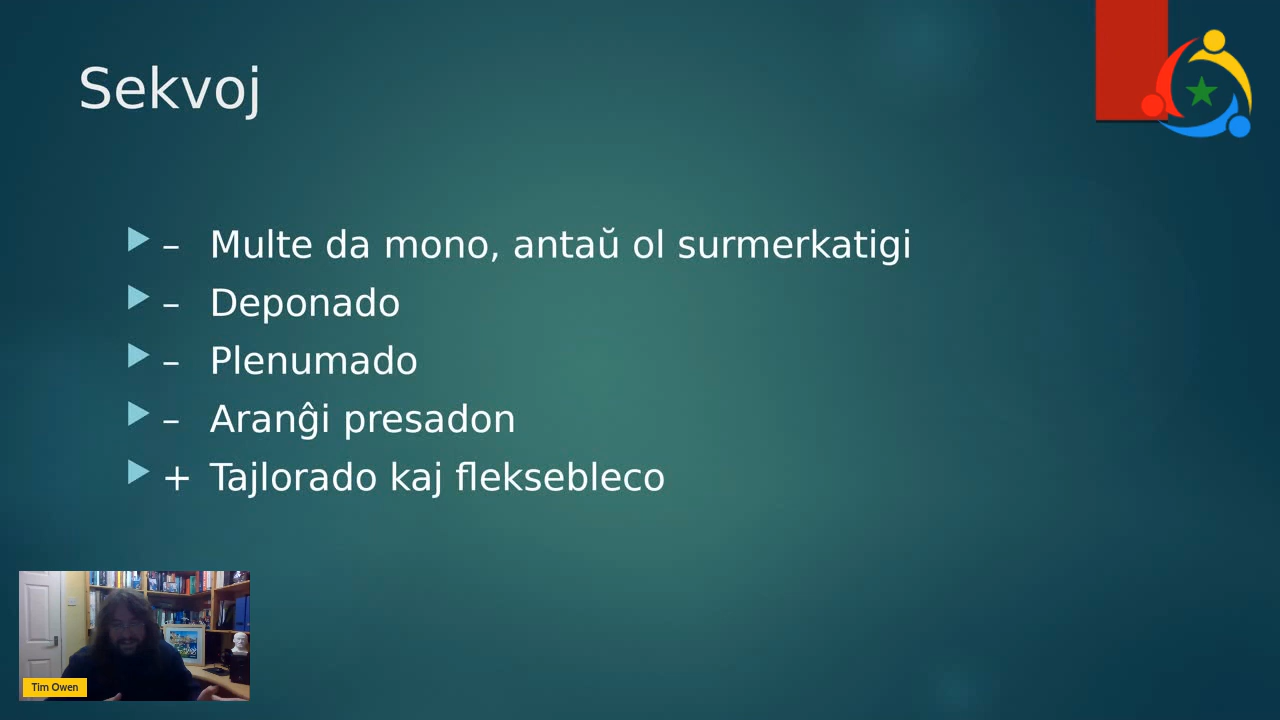 Sekvoj
– Multe da mono, antaŭ ol surmerkatigi
– Deponado
– Plenumado
– Aranĝi presadon
+ Tajlorado kaj fleksebleco
Tim Owen